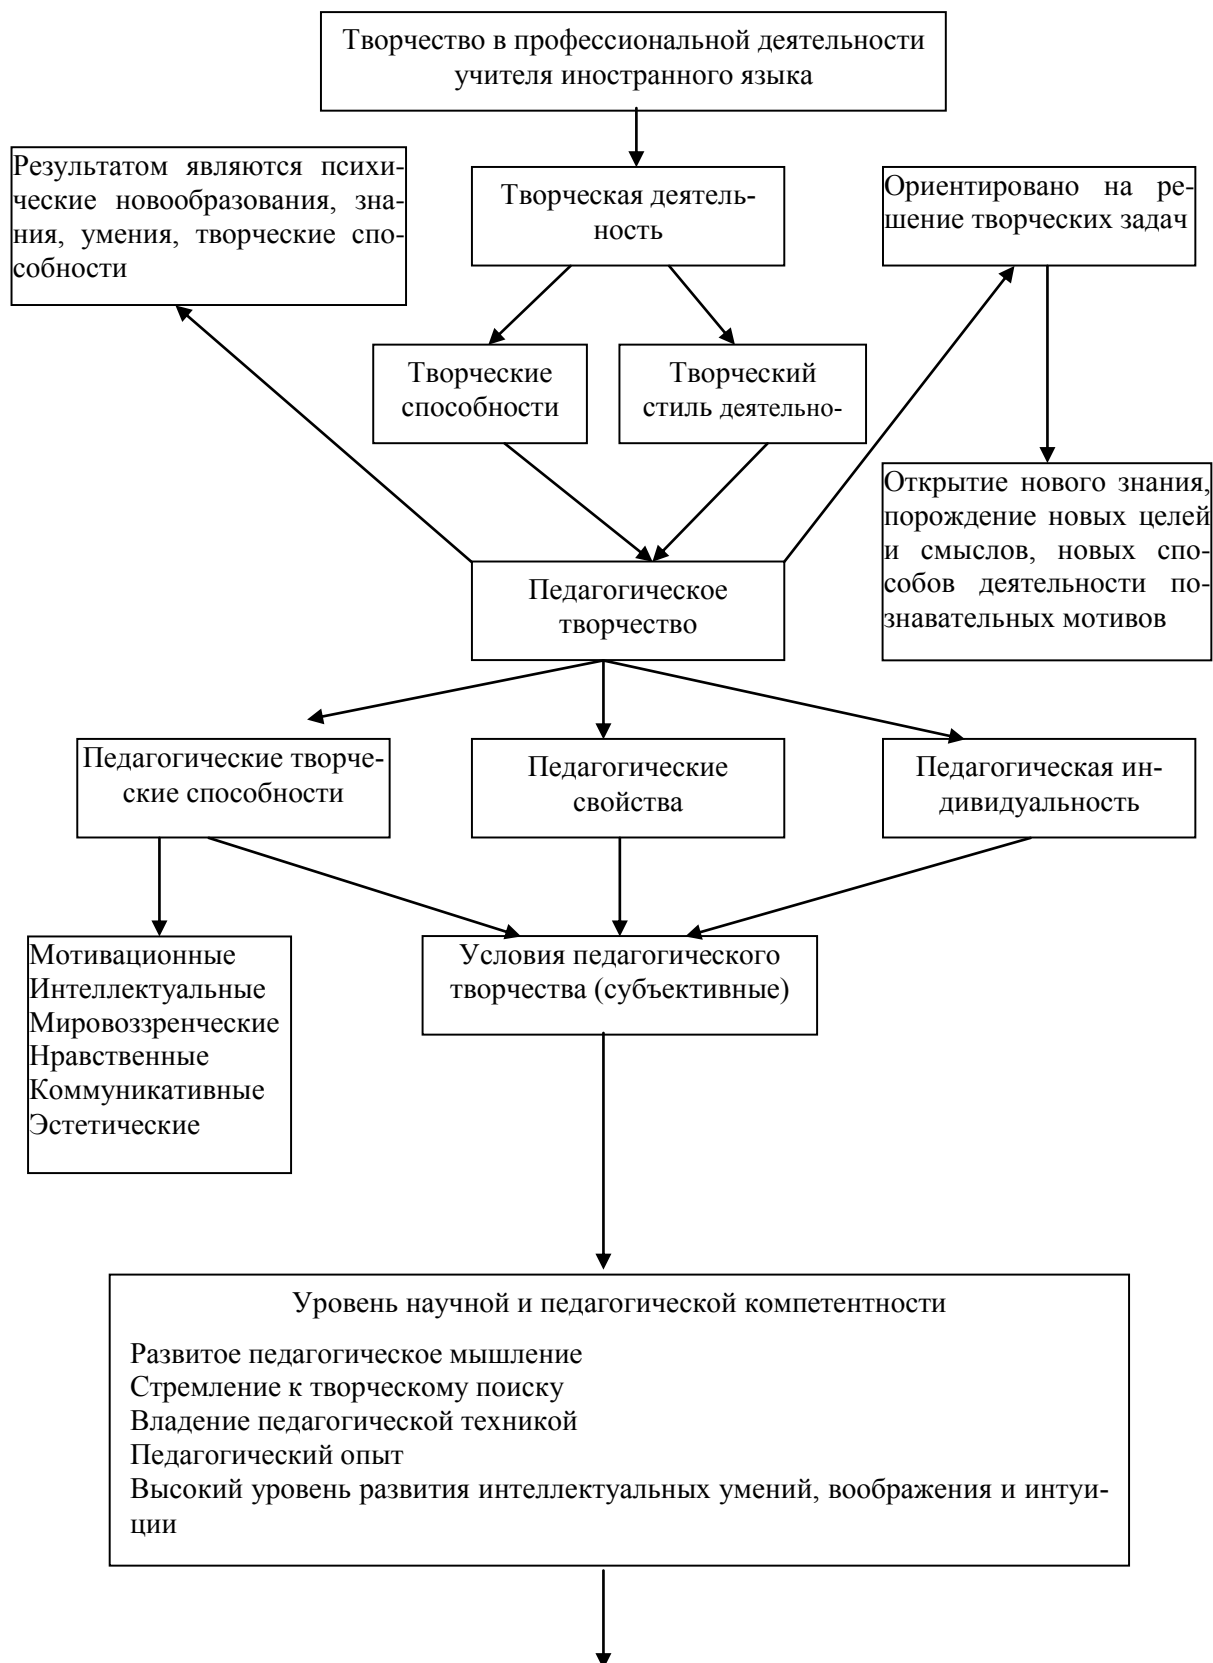 Творчество в профессиональной деятельности
учителя иностранного языка
Результатом являются психи-
ческие новообразования, зна-
ния, умения, творческие спо-
собности
Творческая деятель-
ность
Ориентировано на ре-
шение творческих задач
Творческие
способности
Творческий
стиль деятельно-
Открытие нового знания,
порождение новых целей
и смыслов, новых спо-
собов деятельности по-
знавательных мотивов
Педагогическое
творчество
Педагогические творче-
ские способности
Педагогические
свойства
Педагогическая ин-
дивидуальность
Мотивационные
Интеллектуальные
Мировоззренческие
Нравственные
Коммуникативные
Эстетические
Условия педагогического
творчества (субъективные)
Уровень научной и педагогической компетентности
Развитое педагогическое мышление
Стремление к творческому поиску
Владение педагогической техникой
Педагогический опыт
Высокий уровень развития интеллектуальных умений, воображения и интуи-
ции